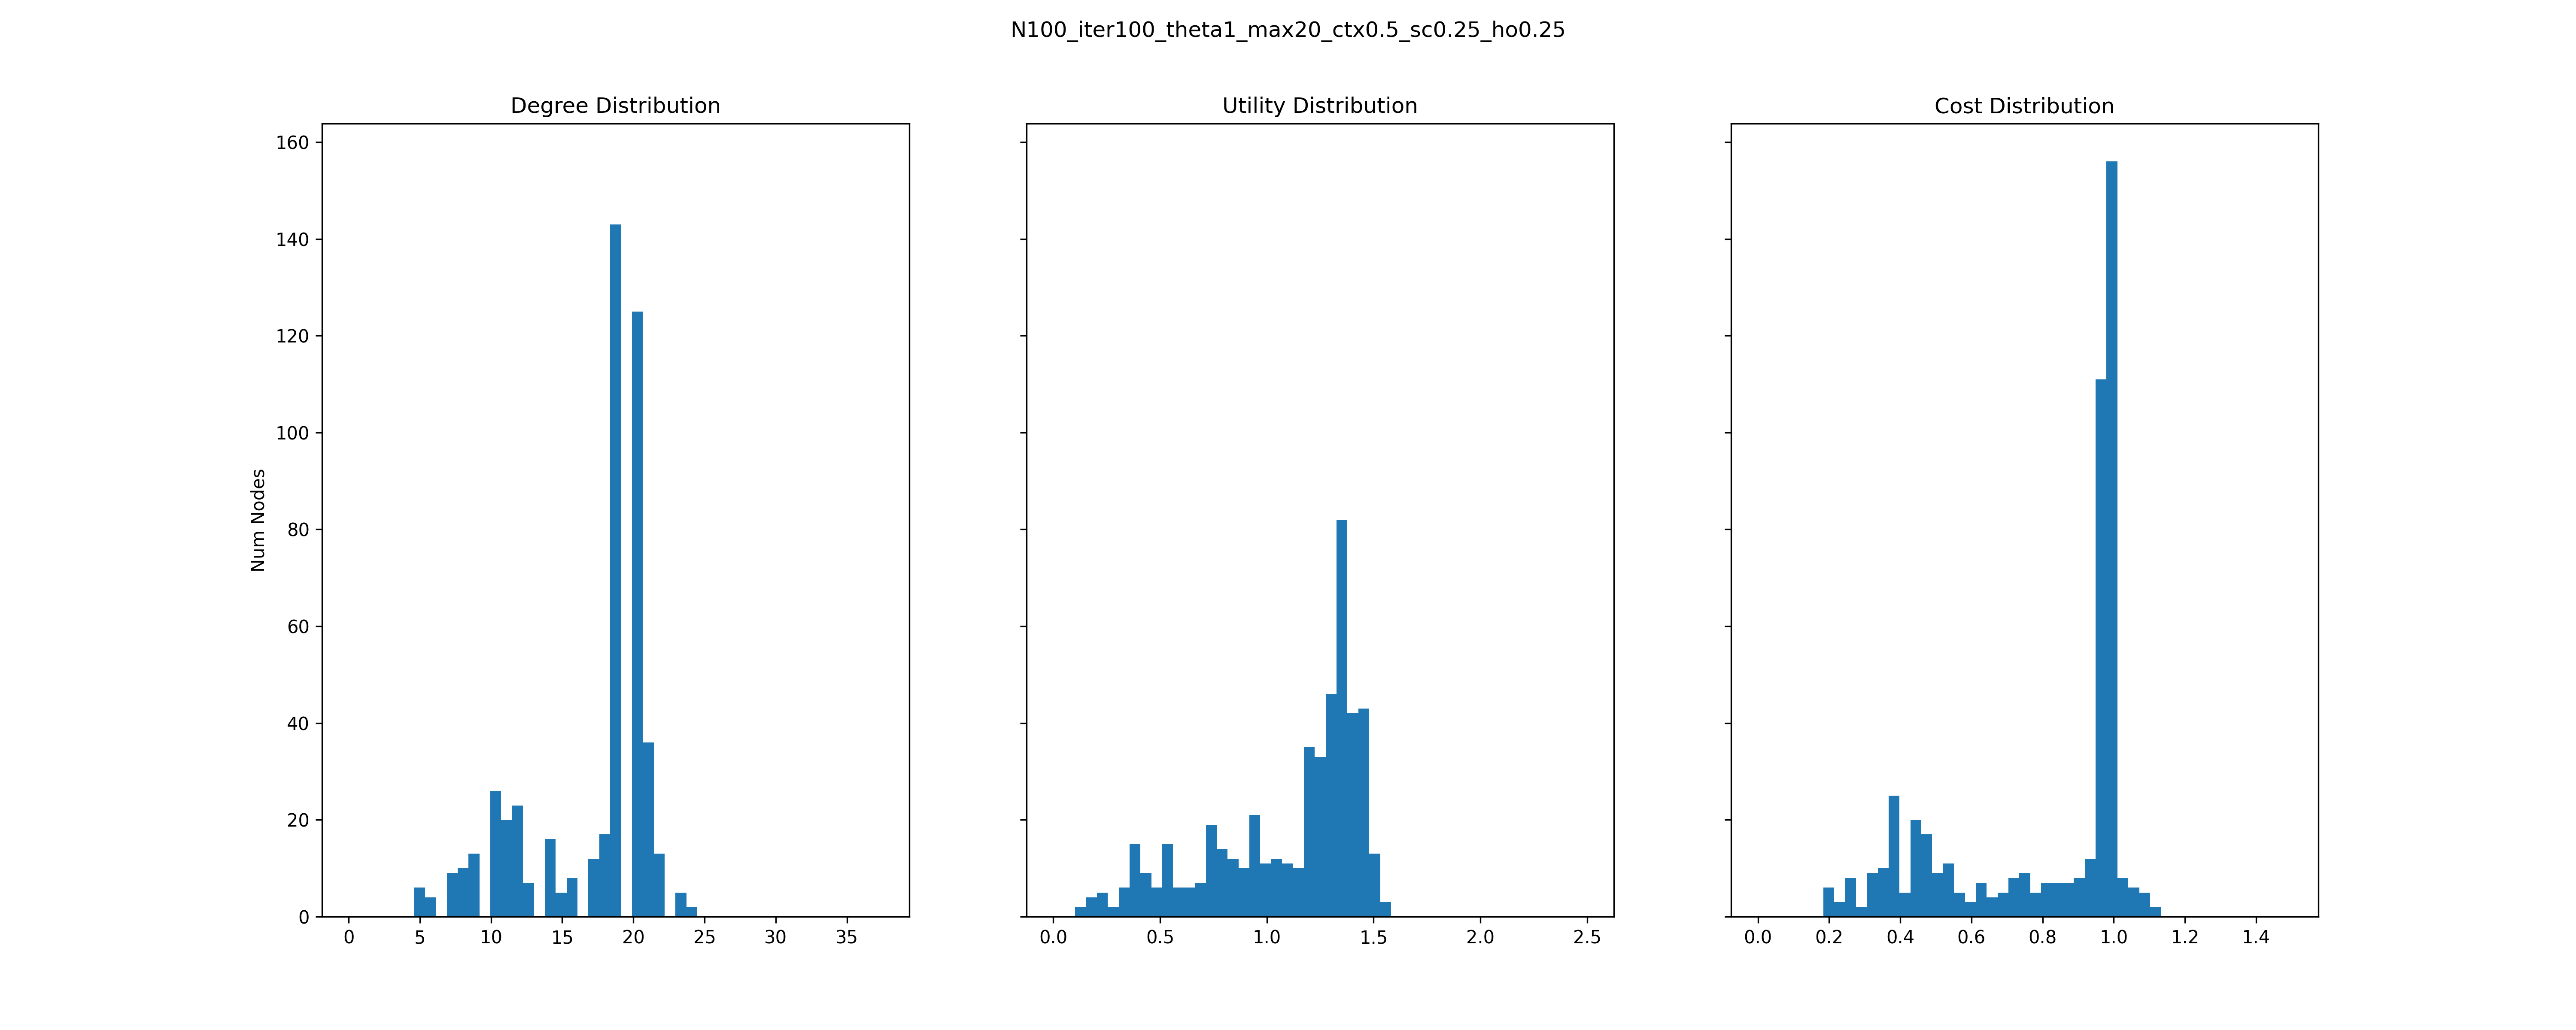 N100_iter100_theta1_max20_ctx0.5_sc0.25_ho0.25
Degree Distribution
Utility Distribution
Cost Distribution
160
140
120
100
80
60
40
20
0
Num Nodes
0 5 10 15 20 25 30 35
0.0 0.5 1.0 1.5 2.0 2.5
0.0 0.2 0.4 0.6 0.8 1.0 1.2 1.4